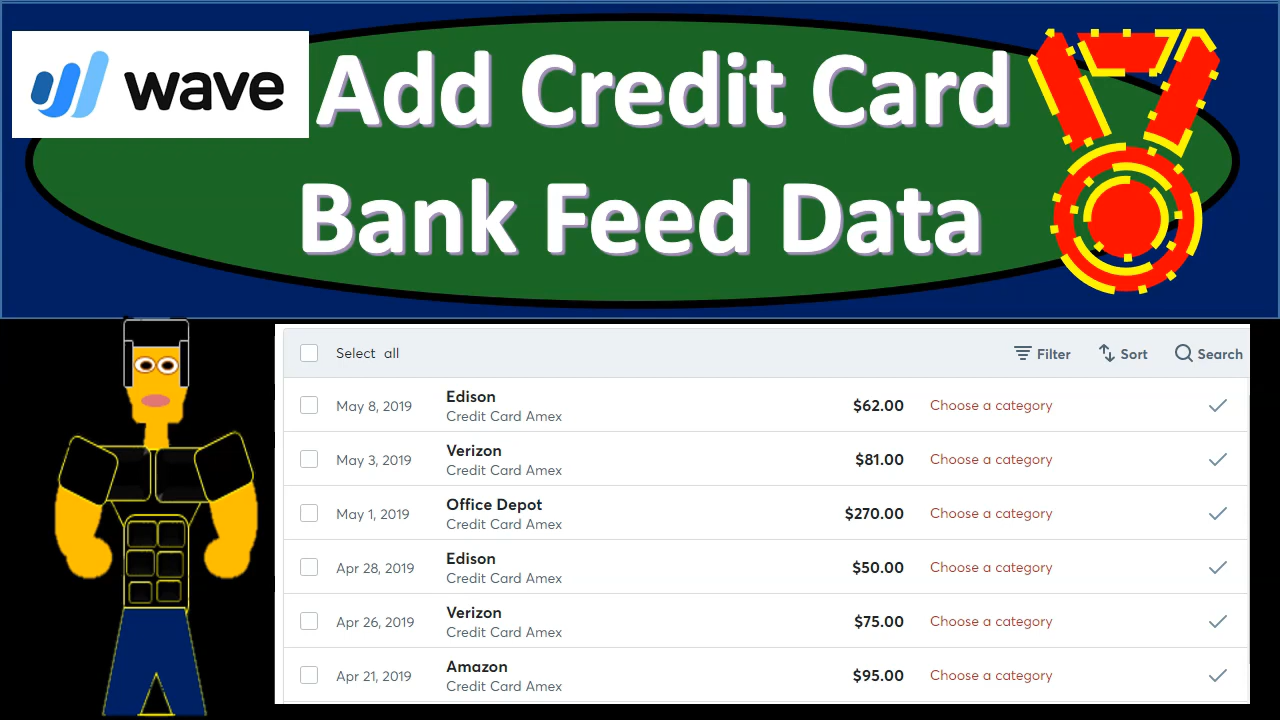 wave
Add Credit Card
Bank Feed Data
Select all
Filter
Sort
Search
May 8, 2019
Edison
Credit Card Amex
$62.00
Choose a category
May 3, 2019
Verizon
Credit Card Amex
$81.00
Choose a category
May 1, 2019
Office Depot
Credit Card Amex
$270.00
Choose a category
Apr 28, 2019
Edison
Credit Card Amex
$50.00
Choose a category
Apr 26, 2019
Verizon
Credit Card Amex
$75.00
Choose a category
Apr 21, 2019
Amazon
Credit Card Amex
$95.00
Choose a category